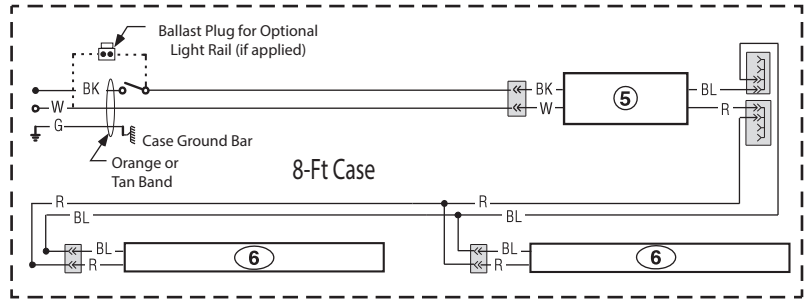 Ballast Plug for Optional
Light Rail (if applied)
BK
W
G
Case Ground Bar
Orange or
Tan Band
BK
W
5
BL
R
8-Ft Case
R
BL
R
BL
BL
R
6
BL
R
6